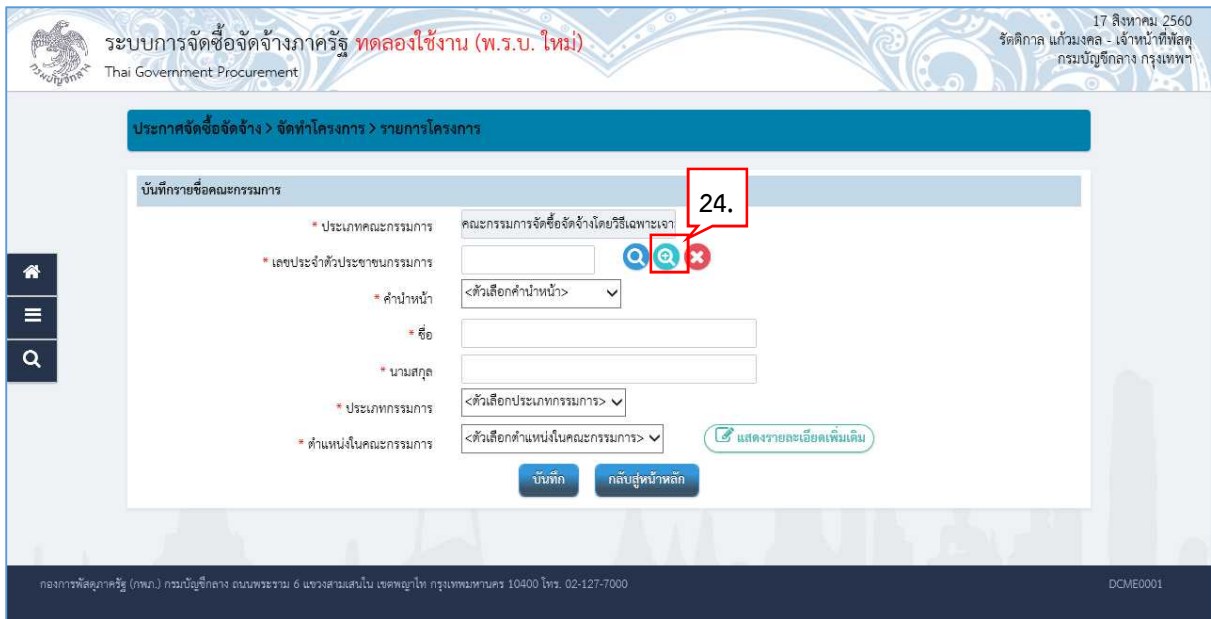 17 สิงหาคม 2560
ระบบการจัดซื้อจัดจ้างภาครัฐ ทดลองใช้งาน (พ.ร.บ. ใหม่)
รัตติกาล แก้วมงคล - เจ้าหน้าที่พัสดุ
กรมบัญชีกลาง กรุงเทพฯ
Thai Government Procurement
ประกาศจัดซื้อจัดจ้าง > จัดทำโครงการ > รายการโครงการ
บันทึกรายชื่อคณะกรรมการ
24.
* ประเภทคณะกรรมการ คณะกรรมการจัดซื้อจัดจ้างโดยวิธีเฉพาะเจา
* เลขประจำตัวประชาชนกรรมการ
* คำนำหน้า <ตัวเลือกคำนำหน้า>
* ชื่อ
* นามสกุล
* ประเภทกรรมการ <ตัวเลือกประเภทกรรมการ>
* ตำแหน่งในคณะกรรมการ <ตัวเลือกตำแหน่งในคณะกรรมการ> แสดงรายละเอียดเพิ่มเติม
บันทึก กลับสู่หน้าหลัก
กองการพัสดุภาครัฐ (กพภ.) กรมบัญชีกลาง ถนนพระราม 6 แขวงสามเสนใน เขตพญาไท กรุงเทพมหานคร 10400 โทร. 02-127-7000 DCME0001